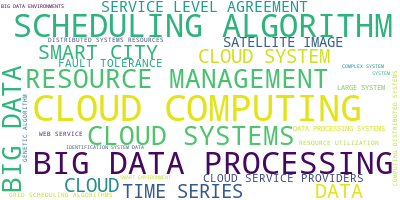 BIG DATA ENVIRONMENTS
SERVICE LEVEL AGREEMENT
SCHEDULING ALGORITHM
DISTRIBUTED SYSTEMS RESOURCES
SATELLITE IMAGE
SMART CITY
CLOUD SYSTEM
FAULT TOLERANCE
COMPLEX SYSTEM
SYSTEM
RESOURCE MANAGEMENT
LARGE SYSTEM
BIG DATA
GENETIC ALGORITHM
CLOUD COMPUTING
COMPUTING DISTRIBUTED SYSTEMS
WEB SERVICE
CLOUD SYSTEMS
DATA PROCESSING SYSTEMS
IDENTIFICATION SYSTEM DATA
RESOURCE UTILIZATION
BIG DATA PROCESSING
CLOUD
SMART ENVIRONMENT
CLOUD SERVICE PROVIDERS
GRID SCHEDULING ALGORITHMS
TIME SERIES
DATA